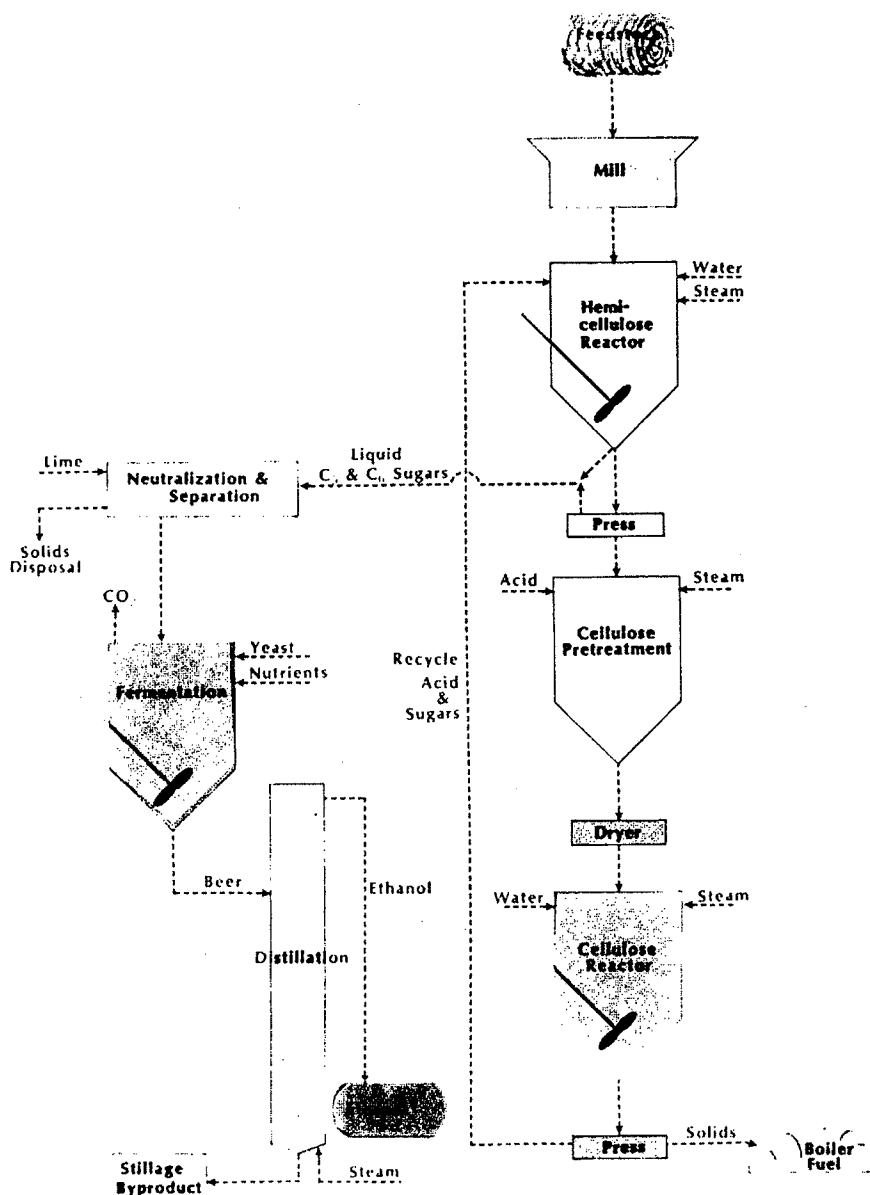 Feedstock
Mill
Water
Steam
Hemi-
cellulose
Reactor
Lime
Neutralization &
Separation
Liquid
& Sugars
Solids
Disposal
Press
Acid
Steam
Cellulose
Pretreatment
CO
Yeast
Nutrients
Fermentation
Recycle
Acid
&
Sugars
Dryer
Beer
Ethanol
Water
Steam
Cellulose
Reactor
Distillation
Press
Solids
Boiler
Fuel
Stillage
Byproduct
Steam